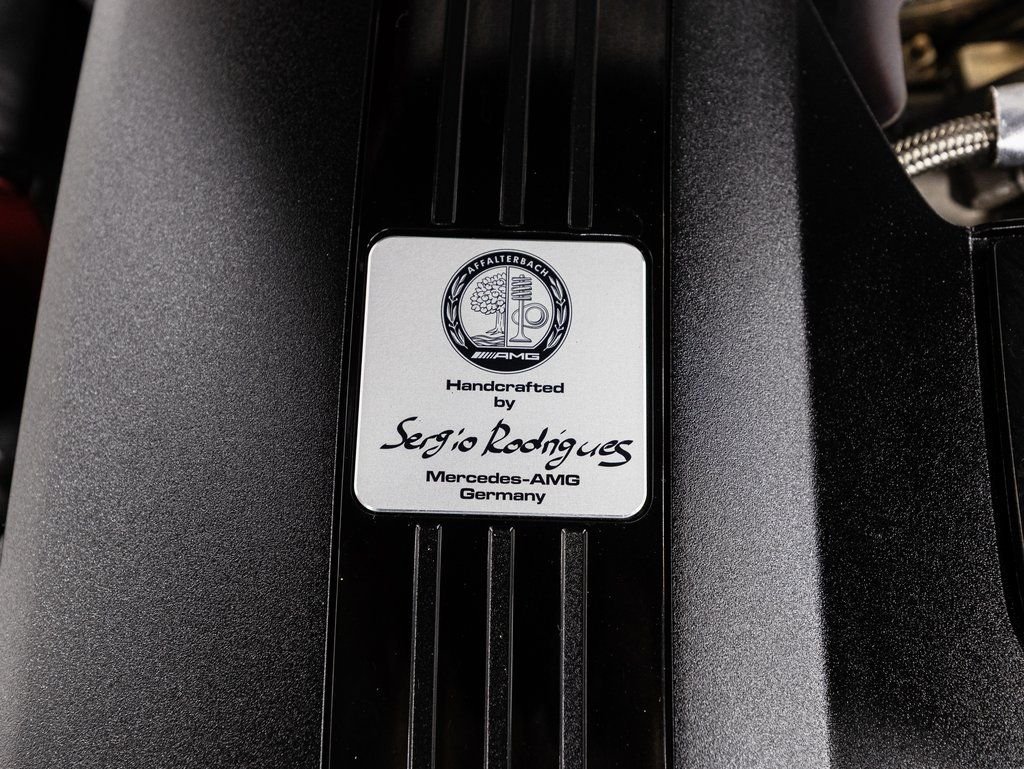 AFFALTERBACH
AMG
Handcrafted
by
Sergio Rodrigues
Mercedes-AMG
Germany